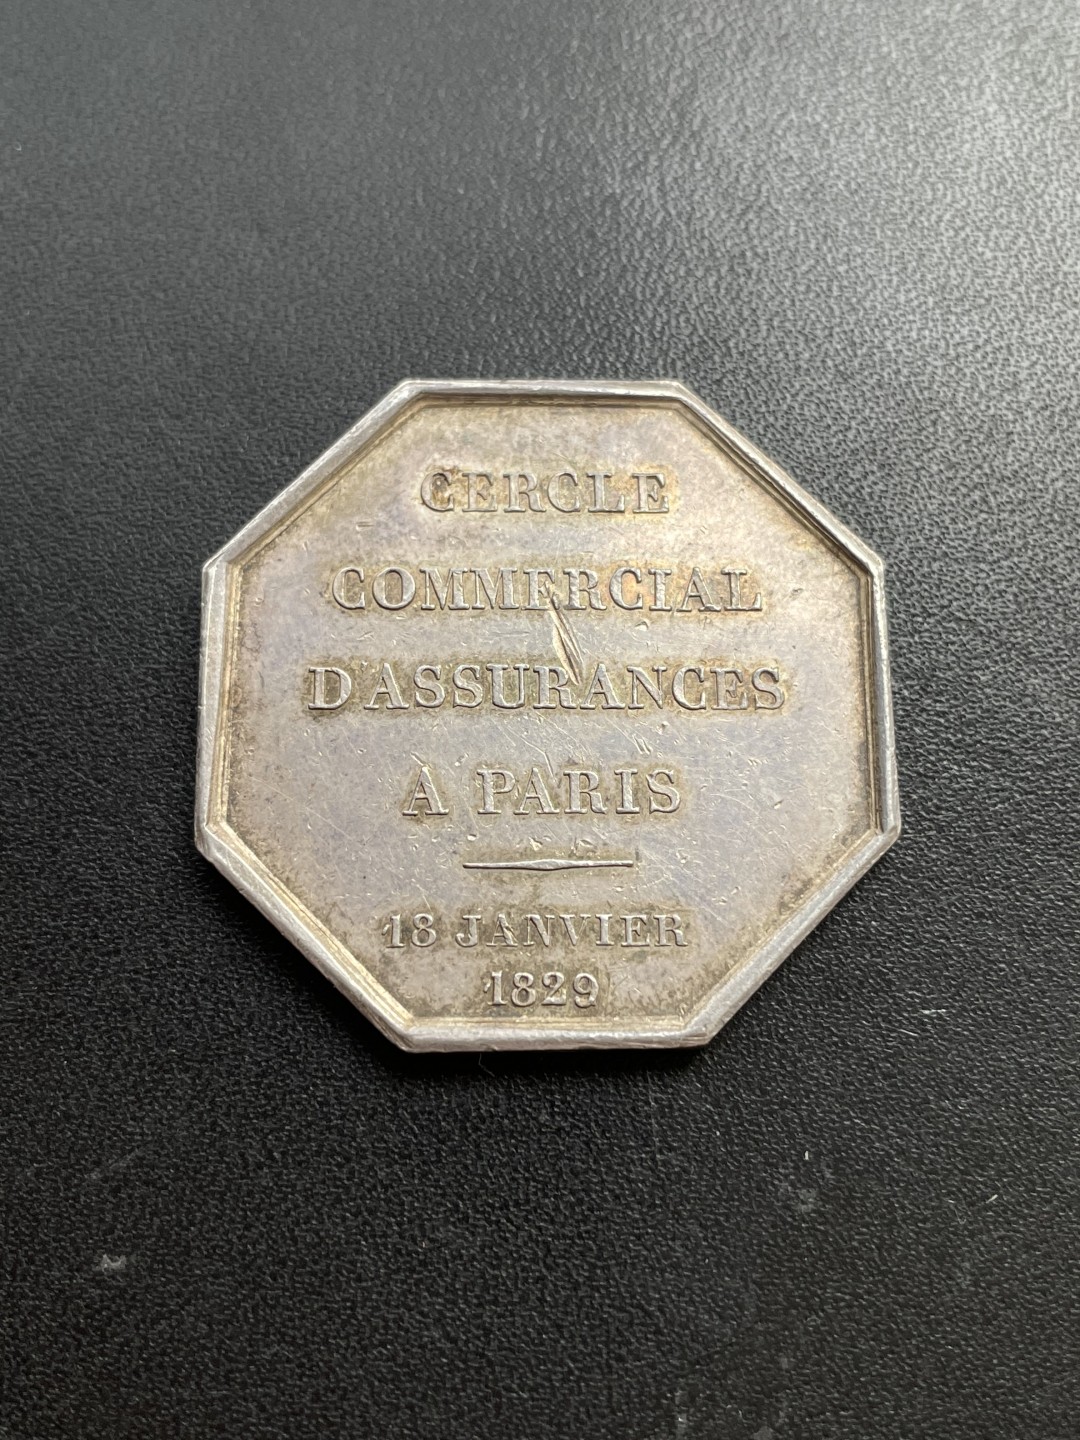 CERCLE
COMMERCIAL
D'ASSURANCES
A PARIS
18 JANVIER
1829